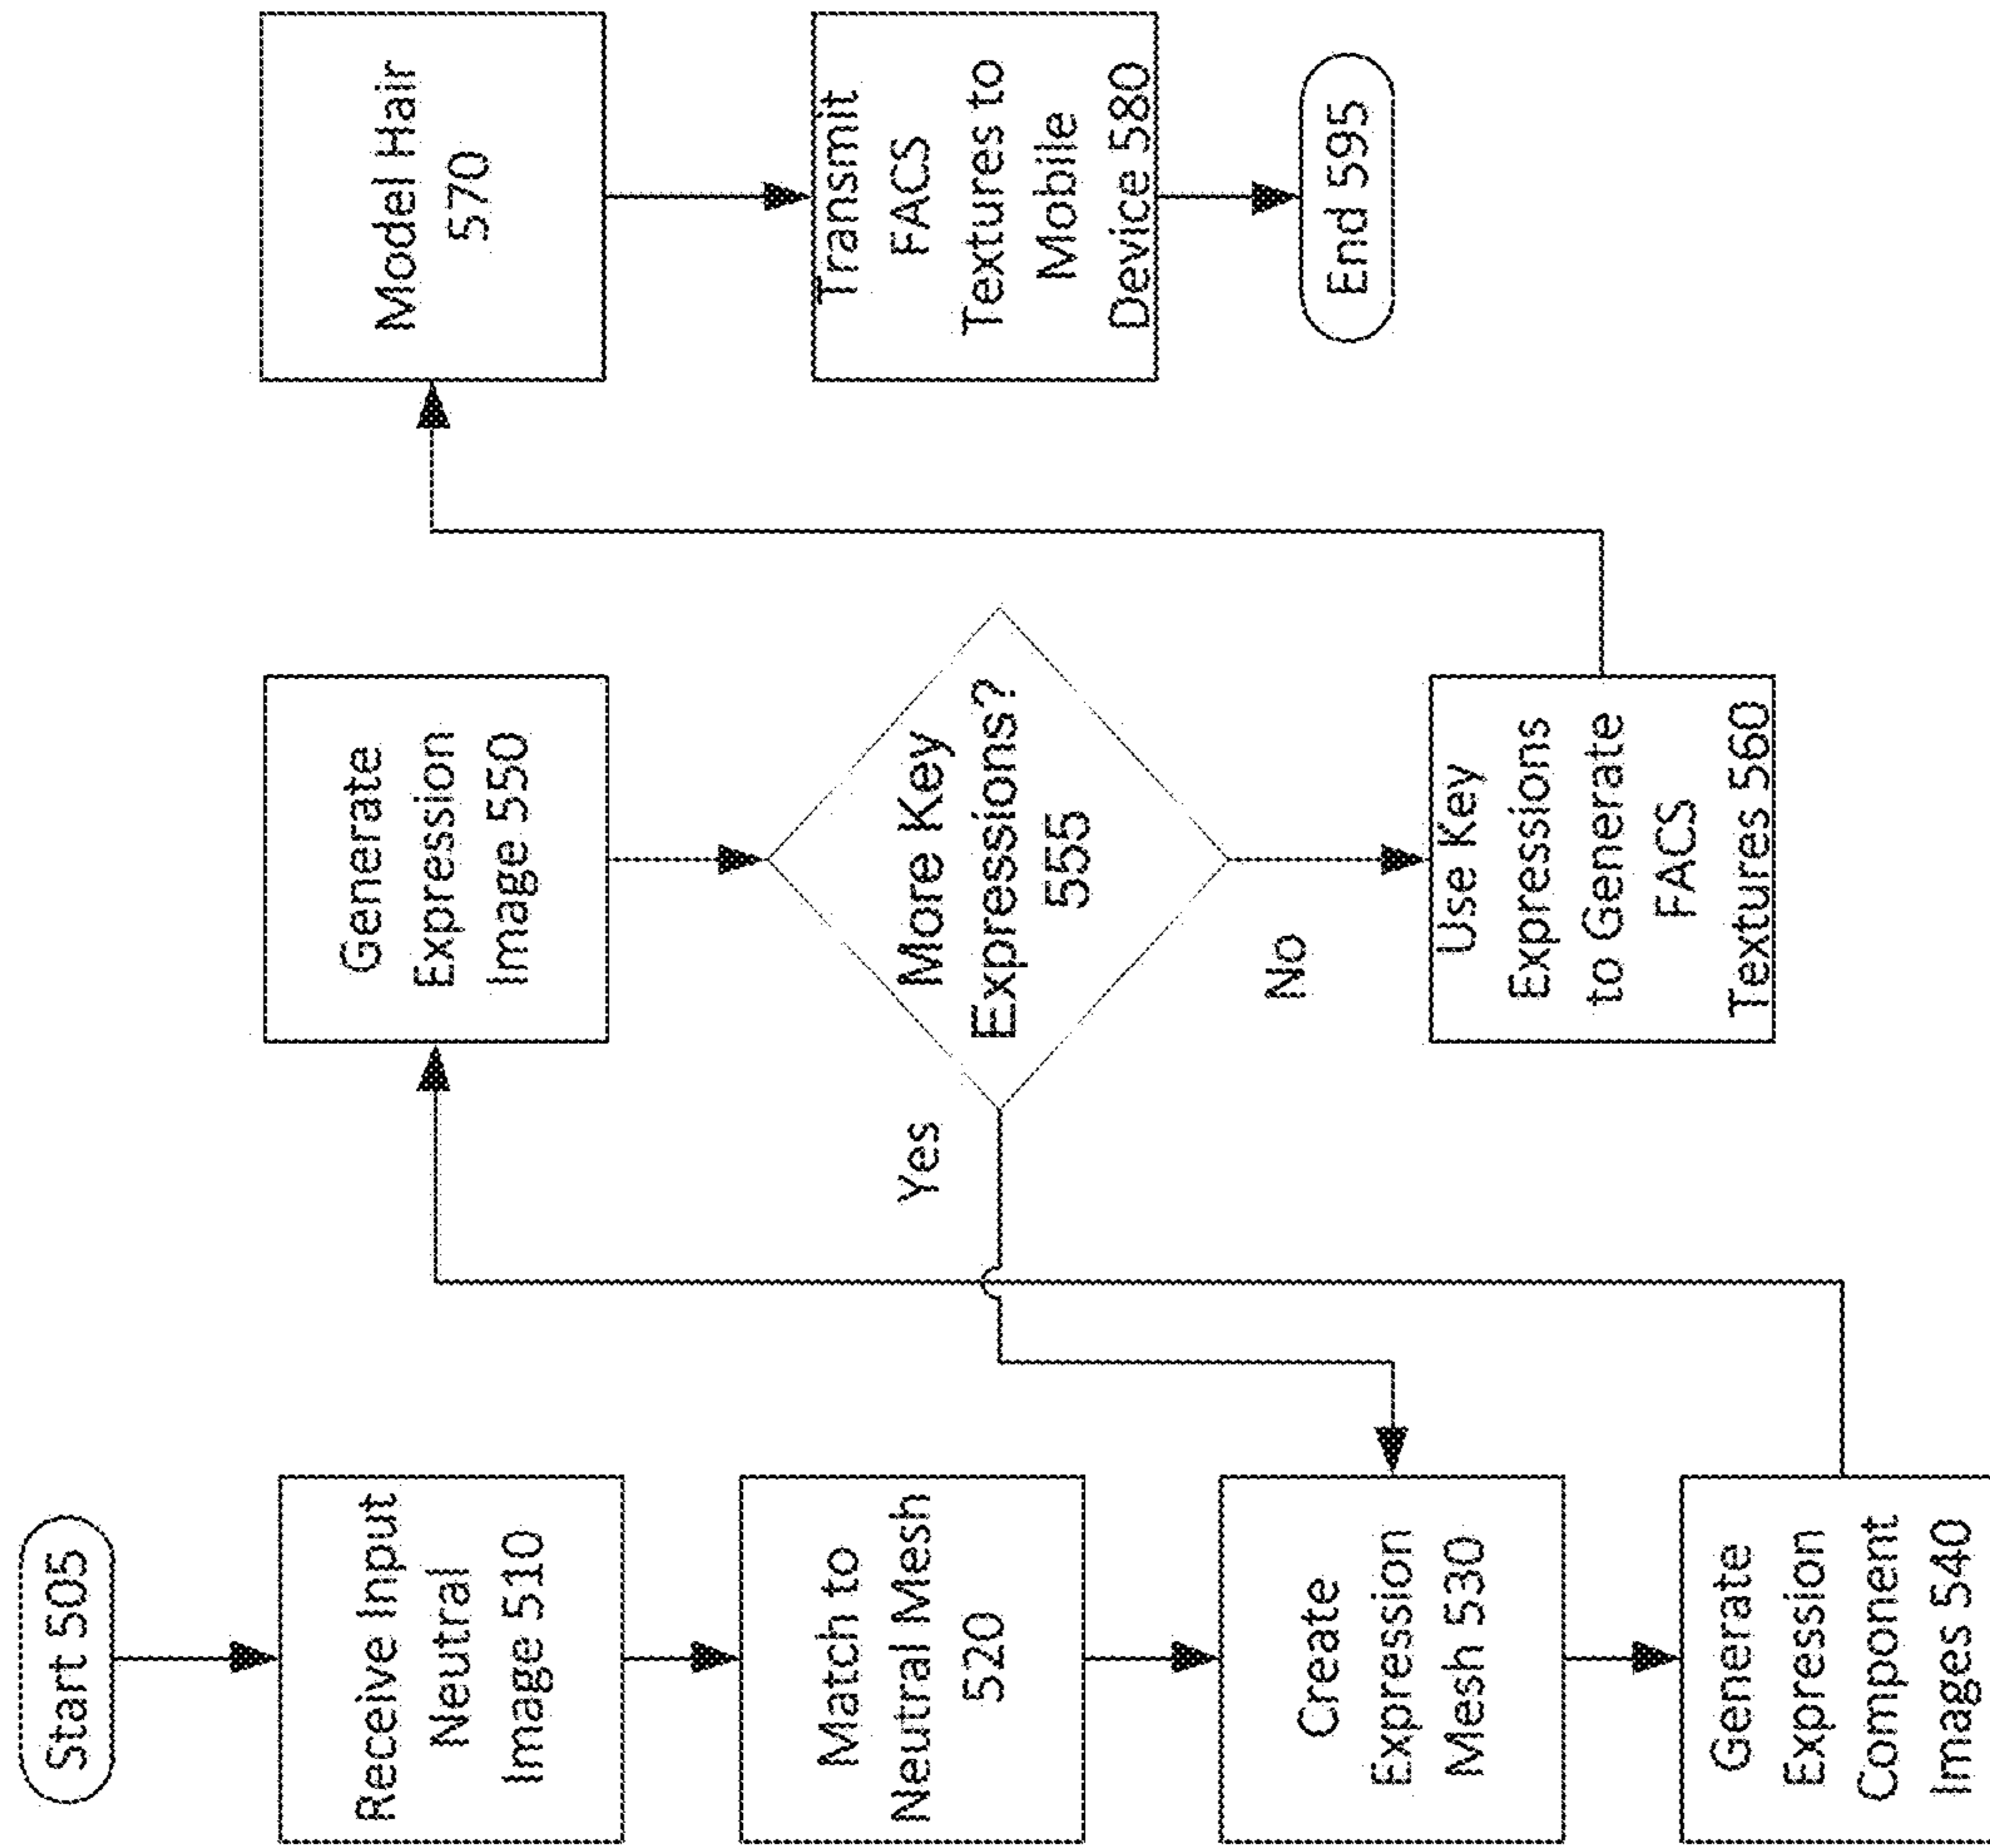 Start 505
Receive Input
Neutral
Image 510
Match to
Neutral Mesh
520
Create
Expression
Mesh 530
Generate
Expression
Component
Images 540
Generate
Expression
Image 550
More Key
Expressions?
555
Yes
No
Use Key
Expressions
to Generate
FACS
Textures 560
Model Hair
570
Transmit
FACS
Textures to
Mobile
Device 580
End 595